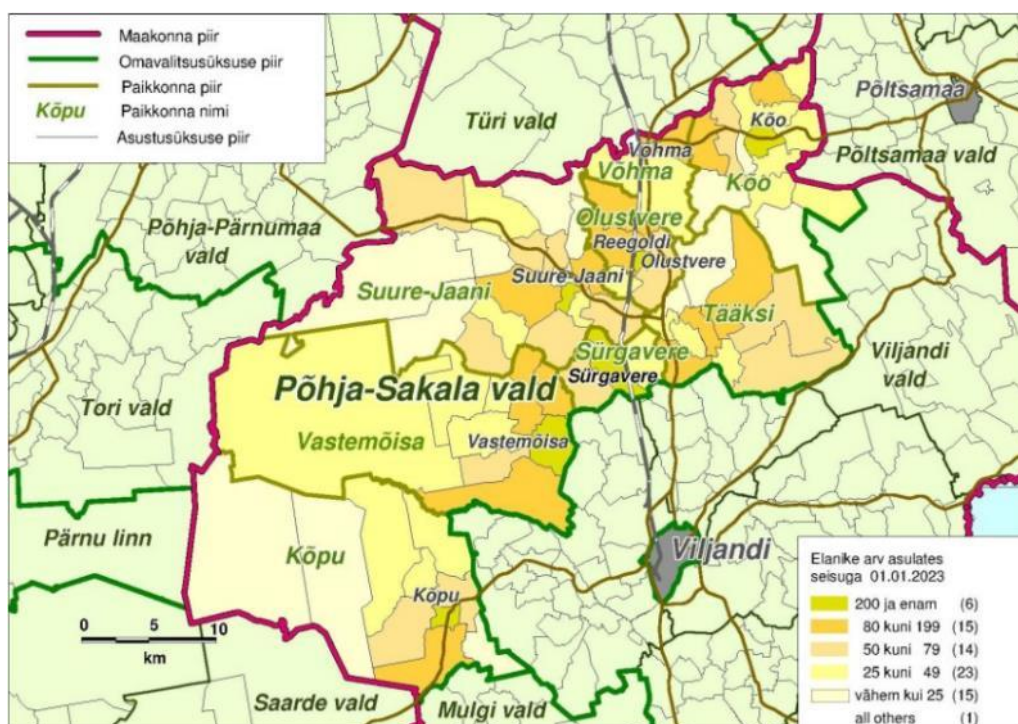 Maakonna piir
Omavalitsusüksuse piir
Paikkonna piir
Kõpu Paikkonna nimi
Asustusüksuse piir
Türi vald
Põltsamaa
Põltsamaa vald
Kõo
Võhma
Võhma
Kõo
Põhja-Pärnumaa
vald
Olustvere
Reegoldi
Olustvere
Suure-Jaani
Suure-Jaani
Tääksi
Sürgavere
Sürgavere
Viljandi
vald
Põhja-Sakala vald
Tori vald
Vastemõisa
Vastemõisa
Pärnu linn
Kõpu
Viljandi
Kõpu
0 5 10
km
Saarde vald
Mulgi vald
Elanike arv asulates
seisuga 01.01.2023
200 ja enam (6)
80 kuni 199 (15)
50 kuni 79 (14)
25 kuni 49 (23)
vähem kui 25 (15)
all others (1)